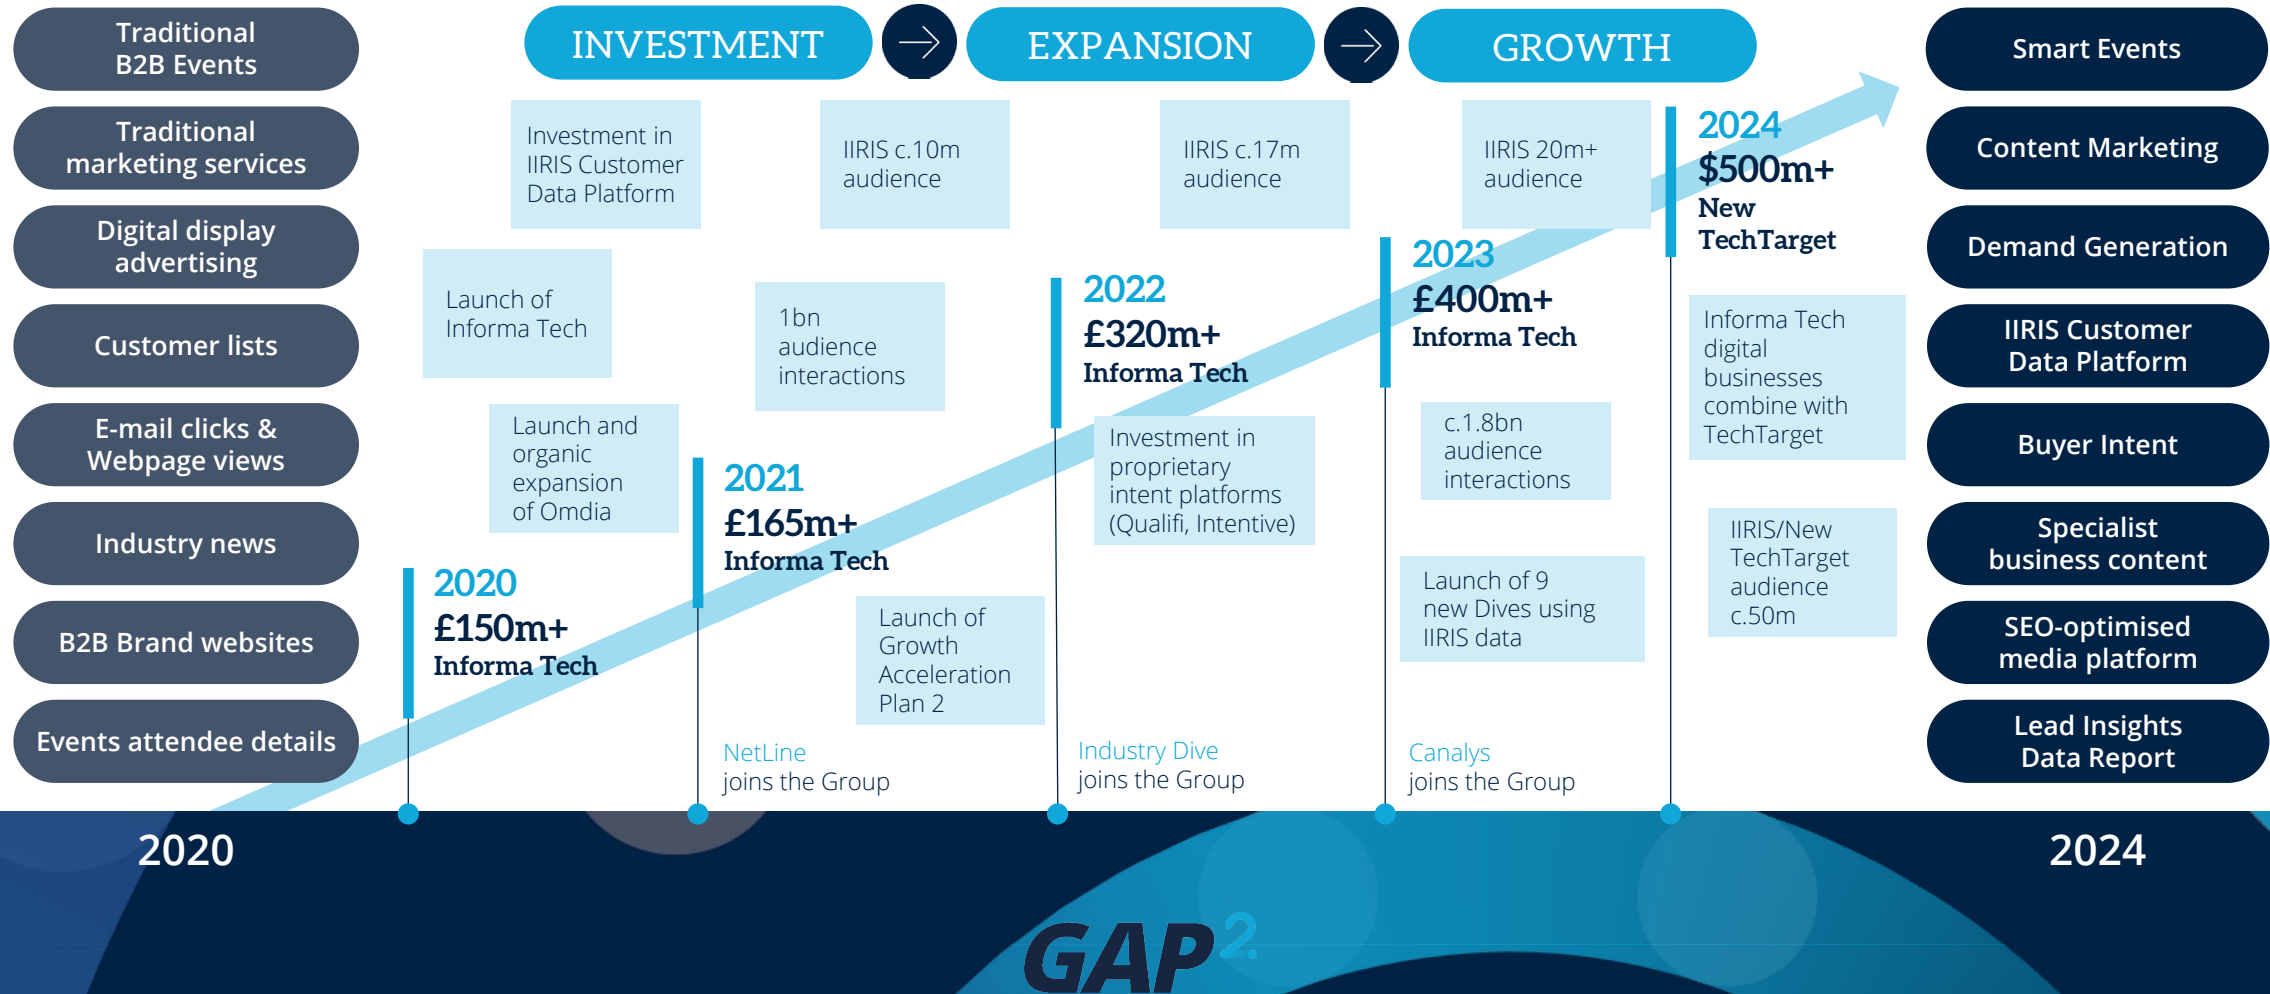 Traditional
B2B Events
Traditional
marketing services
Digital display
advertising
Customer lists
E-mail clicks &
Webpage views
Industry news
B2B Brand websites
Events attendee details
INVESTMENT
EXPANSION
GROWTH
Investment in
IIRIS Customer
Data Platform
IIRIS c.10m
audience
IIRIS c.17m
audience
IIRIS 20m+
audience
Launch of
Informa Tech
1bn
audience
interactions
Launch and
organic
expansion
of Omdia
2020
£150m+
Informa Tech
2021
£165m+
Informa Tech
Launch of
Growth
Acceleration
Plan 2
NetLine
joins the Group
2022
£320m+
Informa Tech
Investment in
proprietary
intent platforms
(Qualifi, Intentive)
Industry Dive
joins the Group
2023
£400m+
Informa Tech
c.1.8bn
audience
interactions
Launch of 9
new Dives using
IIRIS data
Canalys
joins the Group
2024
$500m+
New
TechTarget
Informa Tech
digital
businesses
combine with
TechTarget
IIRIS/New
TechTarget
audience
c.50m
Smart Events
Content Marketing
Demand Generation
IIRIS Customer
Data Platform
Buyer Intent
Specialist
business content
SEO-optimised
media platform
Lead Insights
Data Report
2020
2024
GAP2.